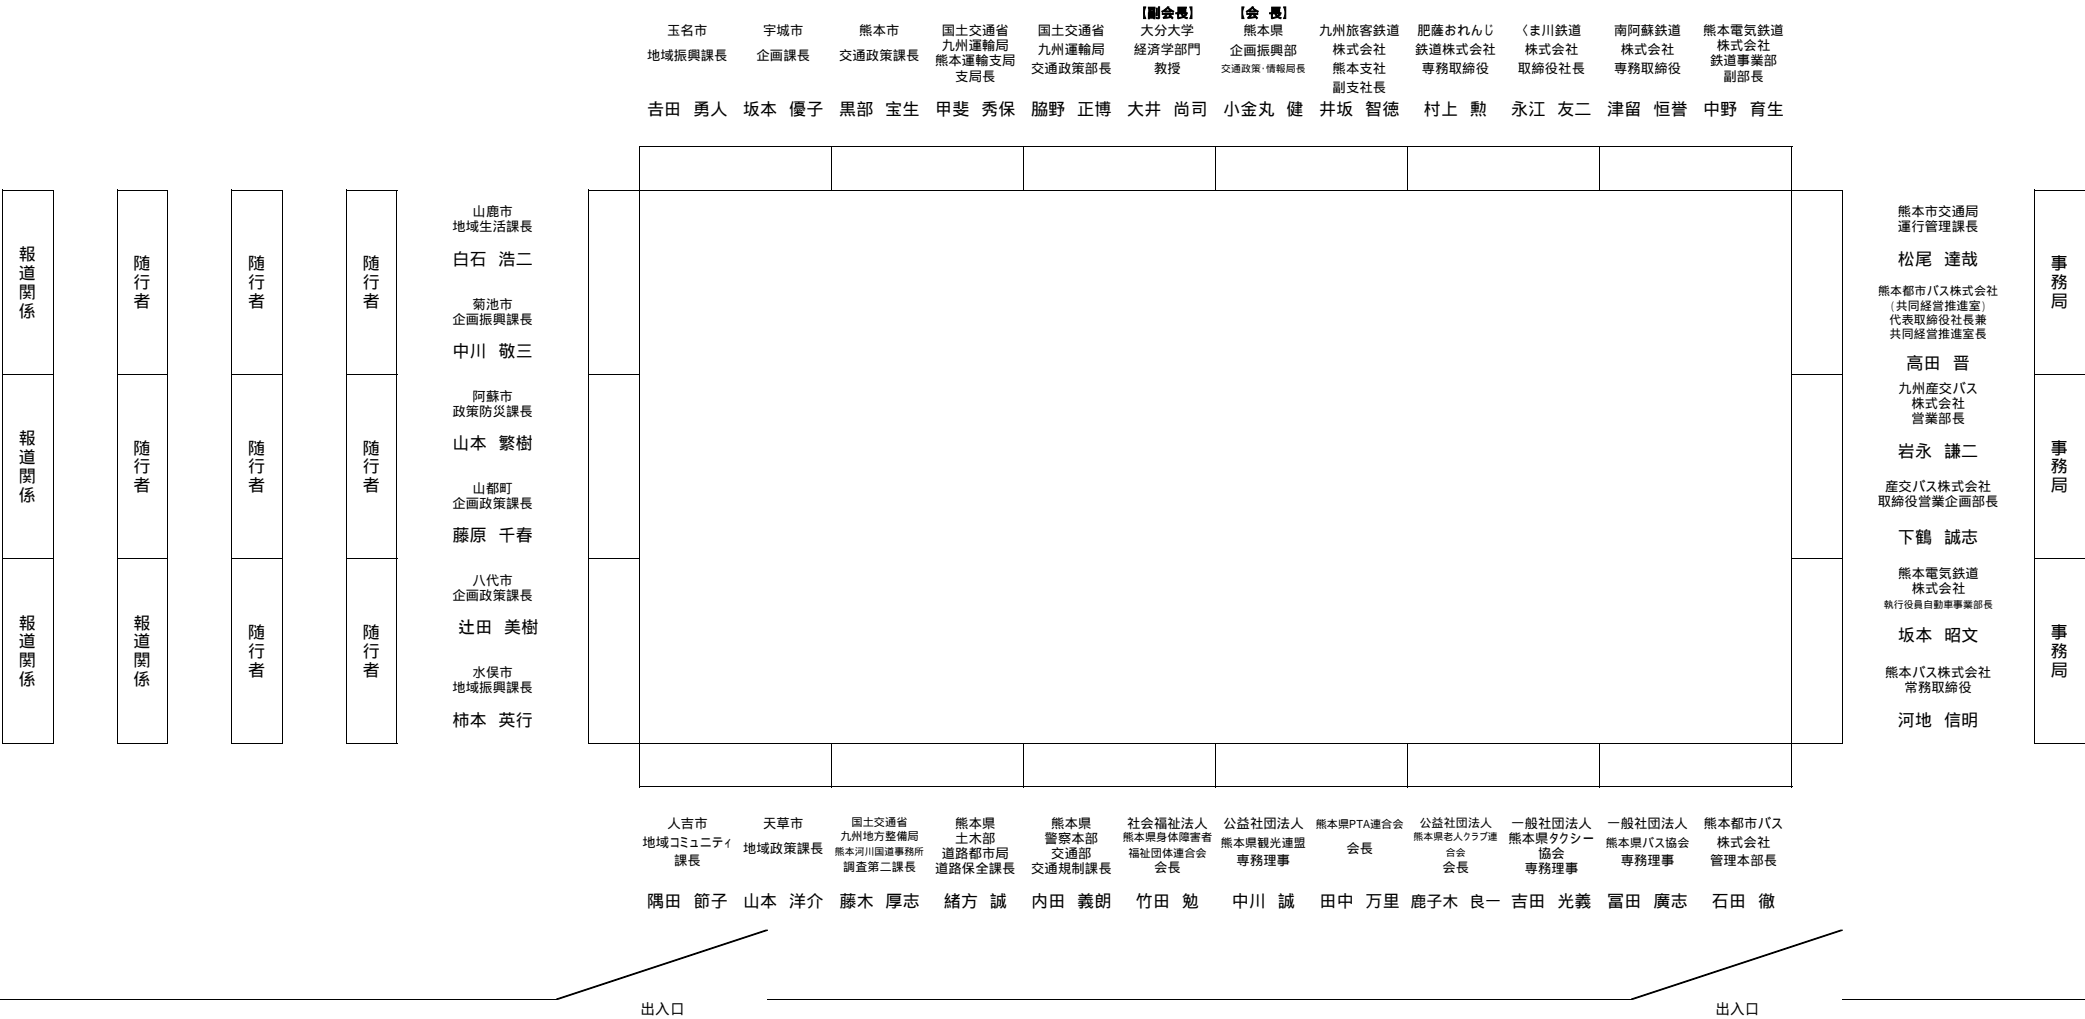 玉名市
地域振興課長
吉田 勇人
宇城市
企画課長
坂本 優子
熊本市
交通政策課長
黒部 宝生
国土交通省
九州運輸局
熊本運輸支局
支局長
甲斐 秀保
国土交通省
九州運輸局
交通政策部長
脇野 正博
【副会長】
大分大学
経済学部門
教授
大井 尚司
【会 長】
熊本県
企画振興部
交通政策・情報局長
小金丸 健
九州旅客鉄道
株式会社
熊本支社
副支社長
井坂 智徳
肥薩おれんじ
鉄道株式会社
専務取締役
村上 勲
くま川鉄道
株式会社
取締役社長
永江 友二
南阿蘇鉄道
株式会社
専務取締役
津留 恒誉
熊本電気鉄道
株式会社
鉄道事業部
副部長
中野 育生
報道関係
随行者
随行者
随行者
報道関係
随行者
随行者
随行者
報道関係
報道関係
随行者
随行者
山鹿市
地域生活課長
白石 浩二
菊池市
企画振興課長
中川 敬三
阿蘇市
政策防災課長
山本 繁樹
山都町
企画政策課長
藤原 千春
八代市
企画政策課長
辻田 美樹
水俣市
地域振興課長
柿本 英行
熊本市交通局
運行管理課長
松尾 達哉
熊本都市バス株式会社
(共同経営推進室)
代表取締役社長兼
共同経営推進室長
高田 晋
九州産交バス
株式会社
営業部長
岩永 謙二
産交バス株式会社
取締役営業企画部長
下鶴 誠志
熊本電気鉄道
株式会社
執行役員自動車事業部長
坂本 昭文
熊本バス株式会社
常務取締役
河地 信明
事務局
事務局
事務局
人吉市
地域コミュニティ
課長
隅田 節子
天草市
地域政策課長
山本 洋介
国土交通省
九州地方整備局
熊本河川国道事務所
調査第二課長
藤木 厚志
熊本県
土木部
道路都市局
道路保全課長
緒方 誠
熊本県
警察本部
交通部
交通規制課長
内田 義朗
社会福祉法人
熊本県身体障害者
福祉団体連合会
会長
竹田 勉
公益社団法人
熊本県観光連盟
専務理事
中川 誠
熊本県PTA連合会
会長
田中 万里
公益社団法人
熊本県老人クラブ連
合会
会長
鹿子木 良一
一般社団法人
熊本県タクシー
協会
専務理事
吉田 光義
一般社団法人
熊本県バス協会
専務理事
冨田 廣志
熊本都市バス
株式会社
管理本部長
石田 徹
出入口
出入口